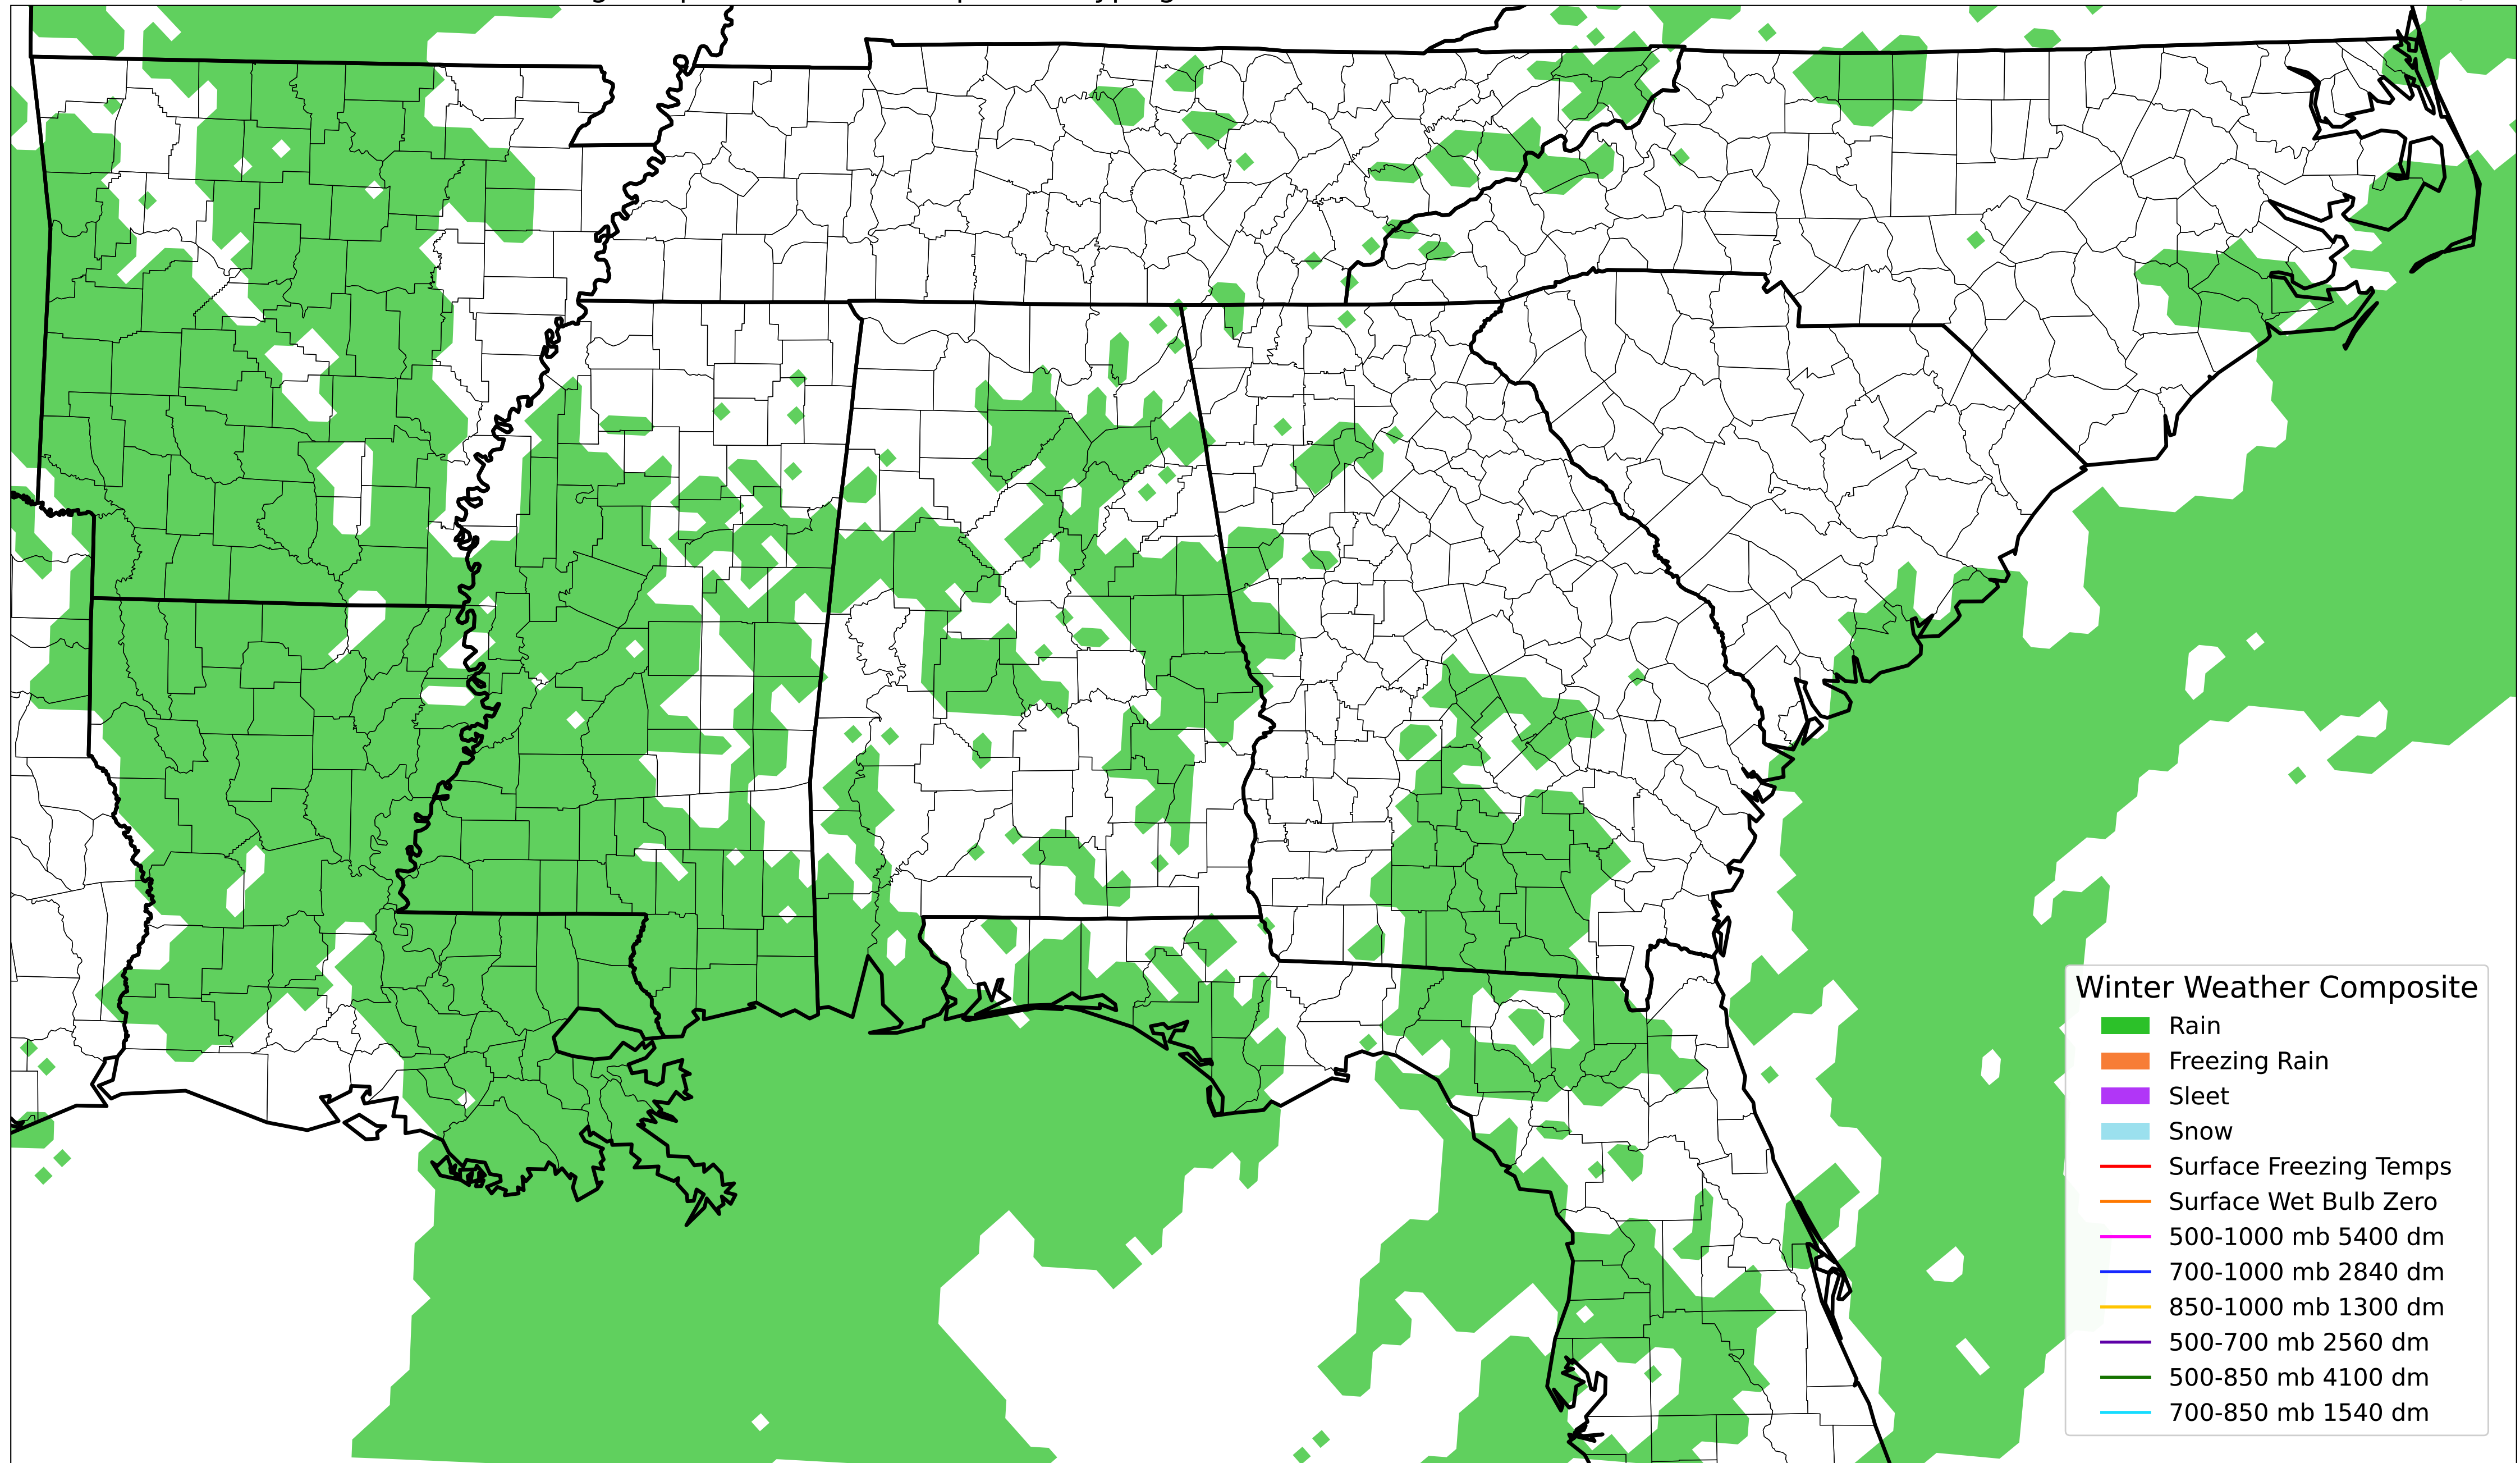 Winter Weather Composite
Rain
Freezing Rain
Sleet
Snow
Surface Freezing Temps
Surface Wet Bulb Zero
500-1000 mb 5400 dm
700-1000 mb 2840 dm
850-1000 mb 1300 dm
500-700 mb 2560 dm
500-850 mb 4100 dm
700-850 mb 1540 dm